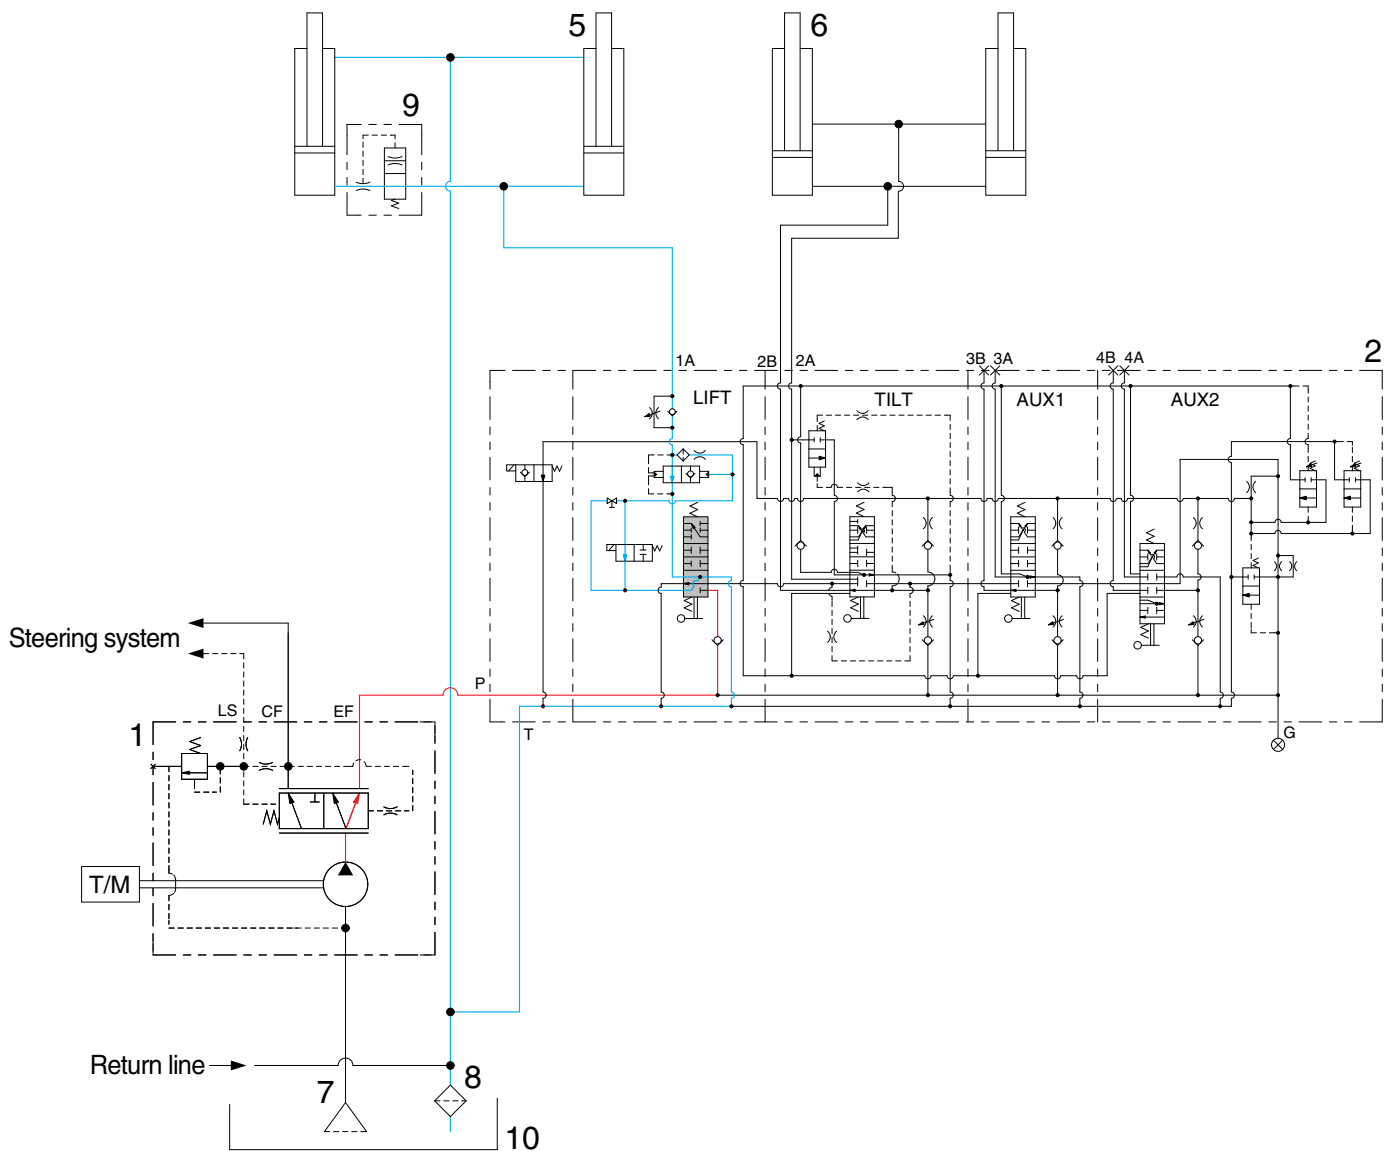 5
6
9
1A
2B
2A
3B
3A
4B
4A
2
LIFT
TILT
AUX1
AUX2
Steering system
P
LS
CF
EF
1
T
G
T/M
Return line
7
8
10